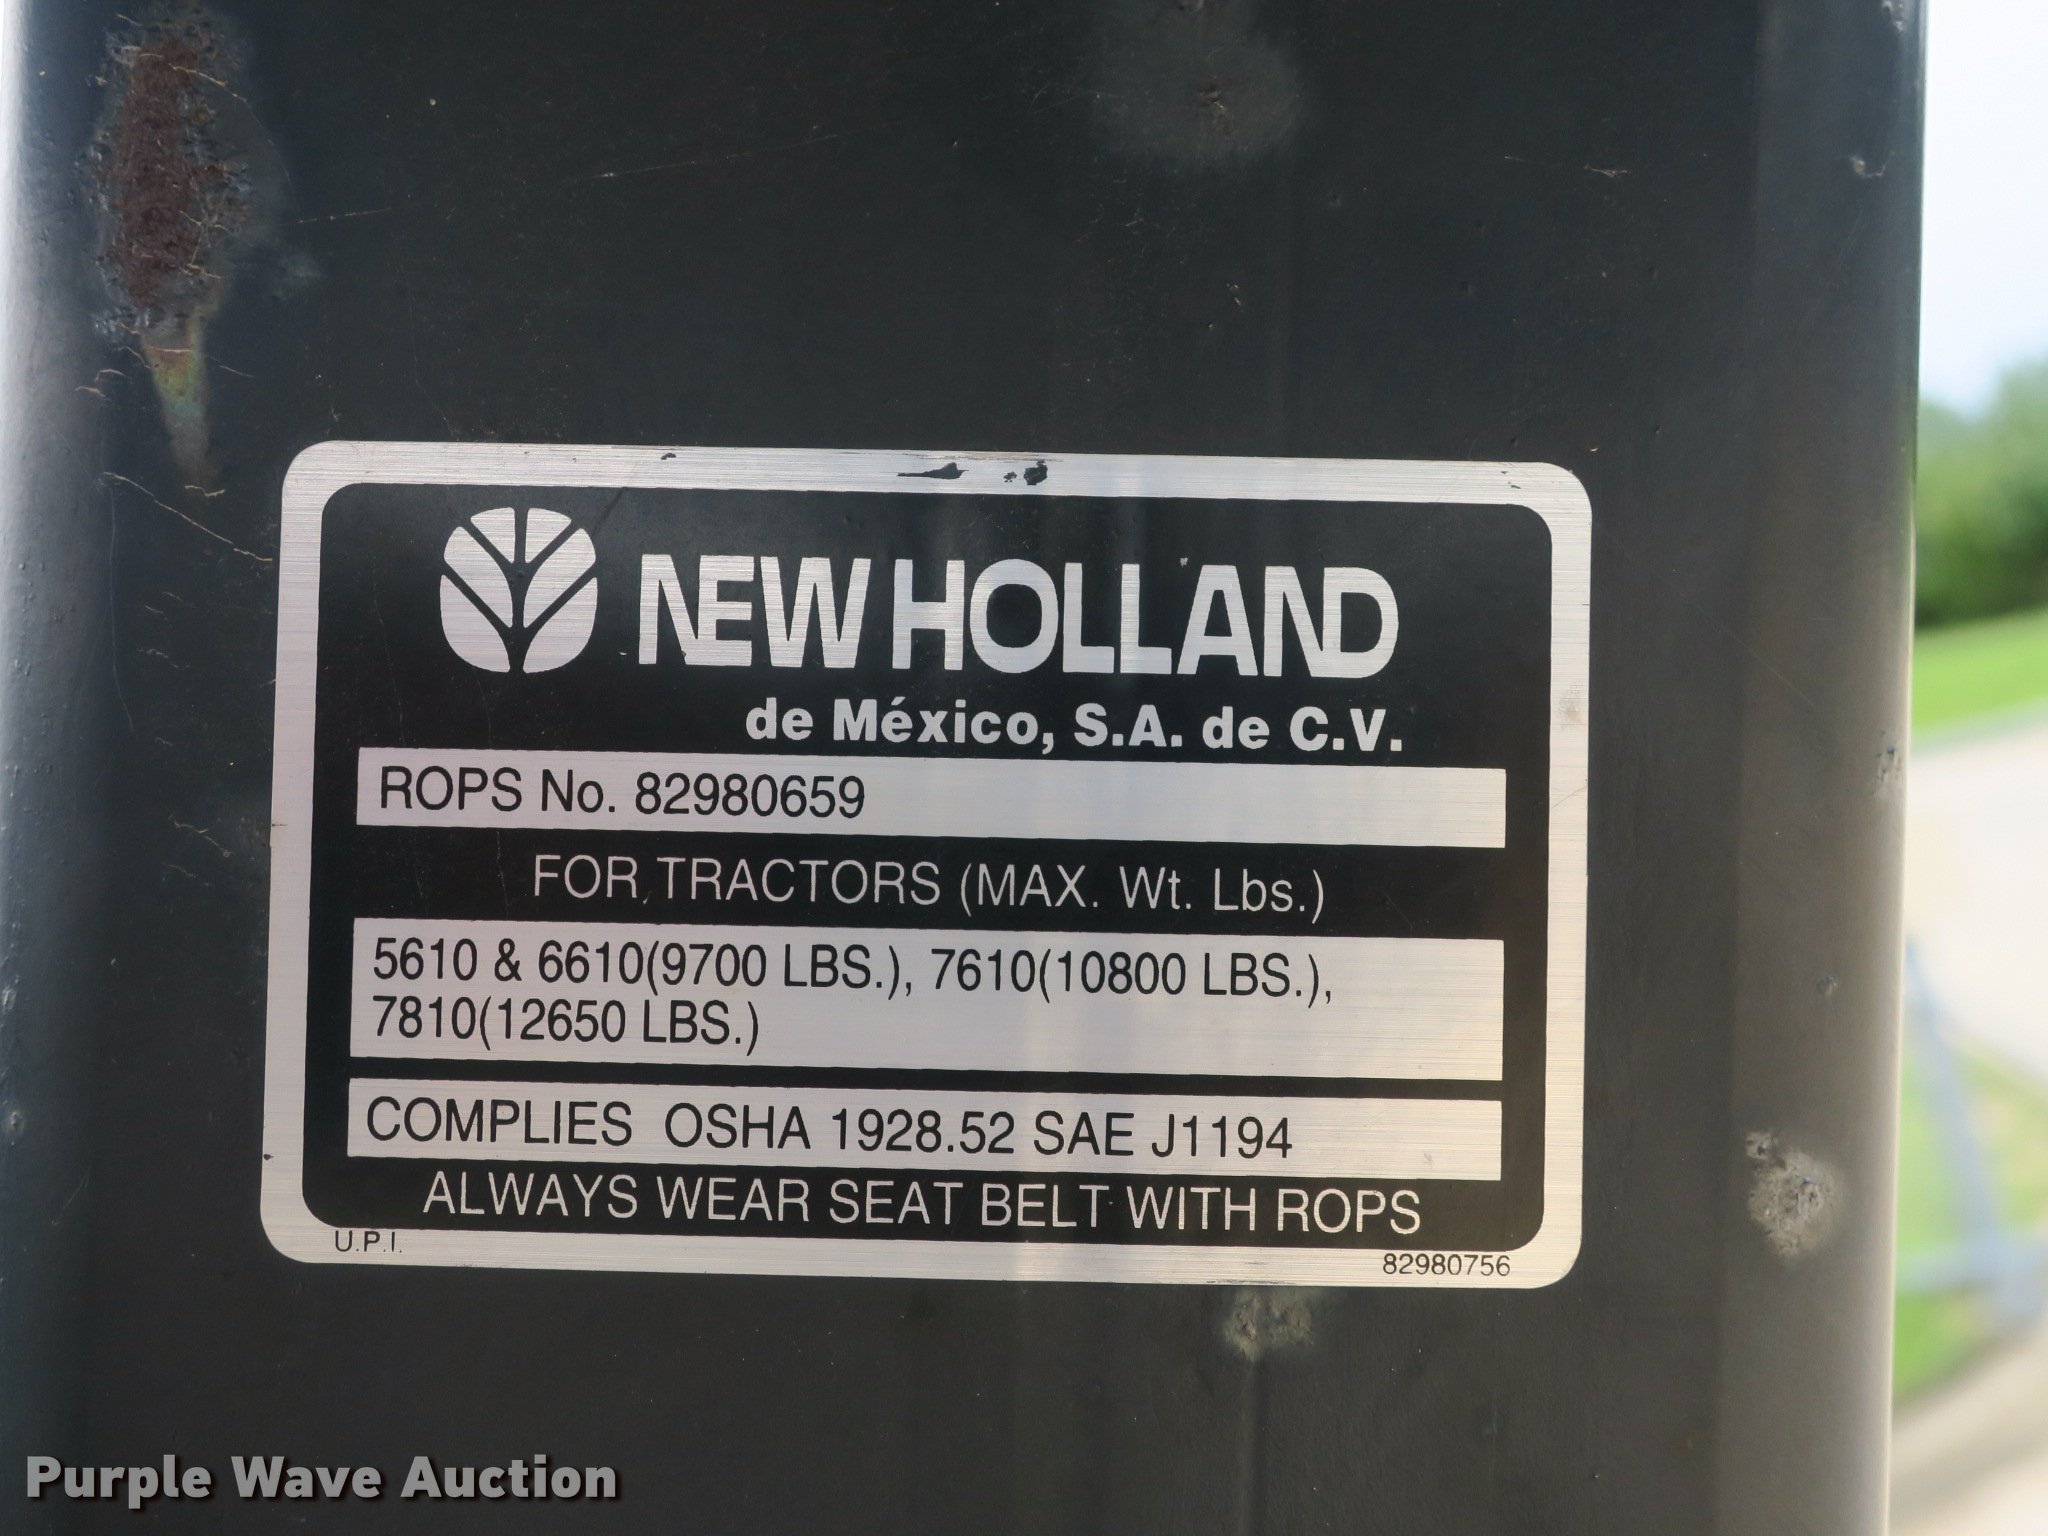 NEW HOLLAND
de México, S.A. de C.V.
ROPS No. 82980659
FOR TRACTORS (MAX. Wt. Lbs.)
5610 & 6610(9700 LBS.), 7610(10800 LBS.),
7810(12650 LBS.)
COMPLIES OSHA 1928.52 SAE J1194
ALWAYS WEAR SEAT BELT WITH ROPS
U.P.I.
82980756
Purple Wave Auction